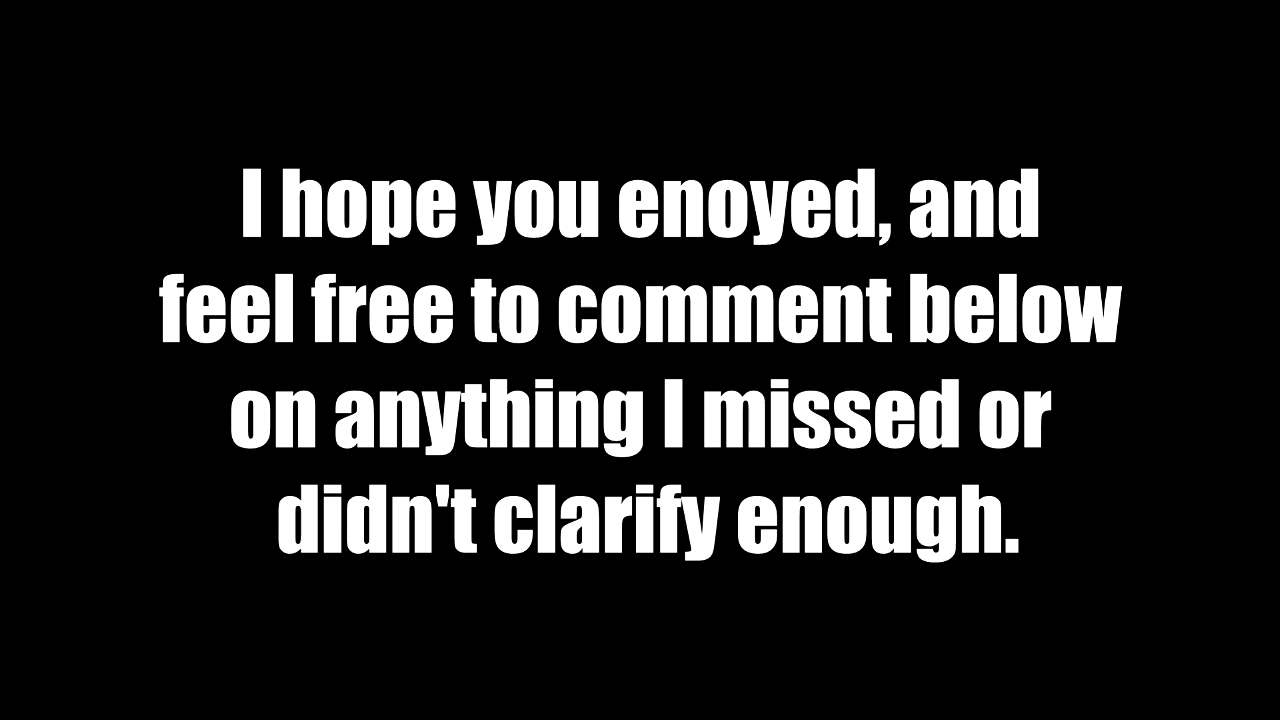 I hope you enoyed, and
feel free to comment below
on anything I missed or
didn't clarify enough.